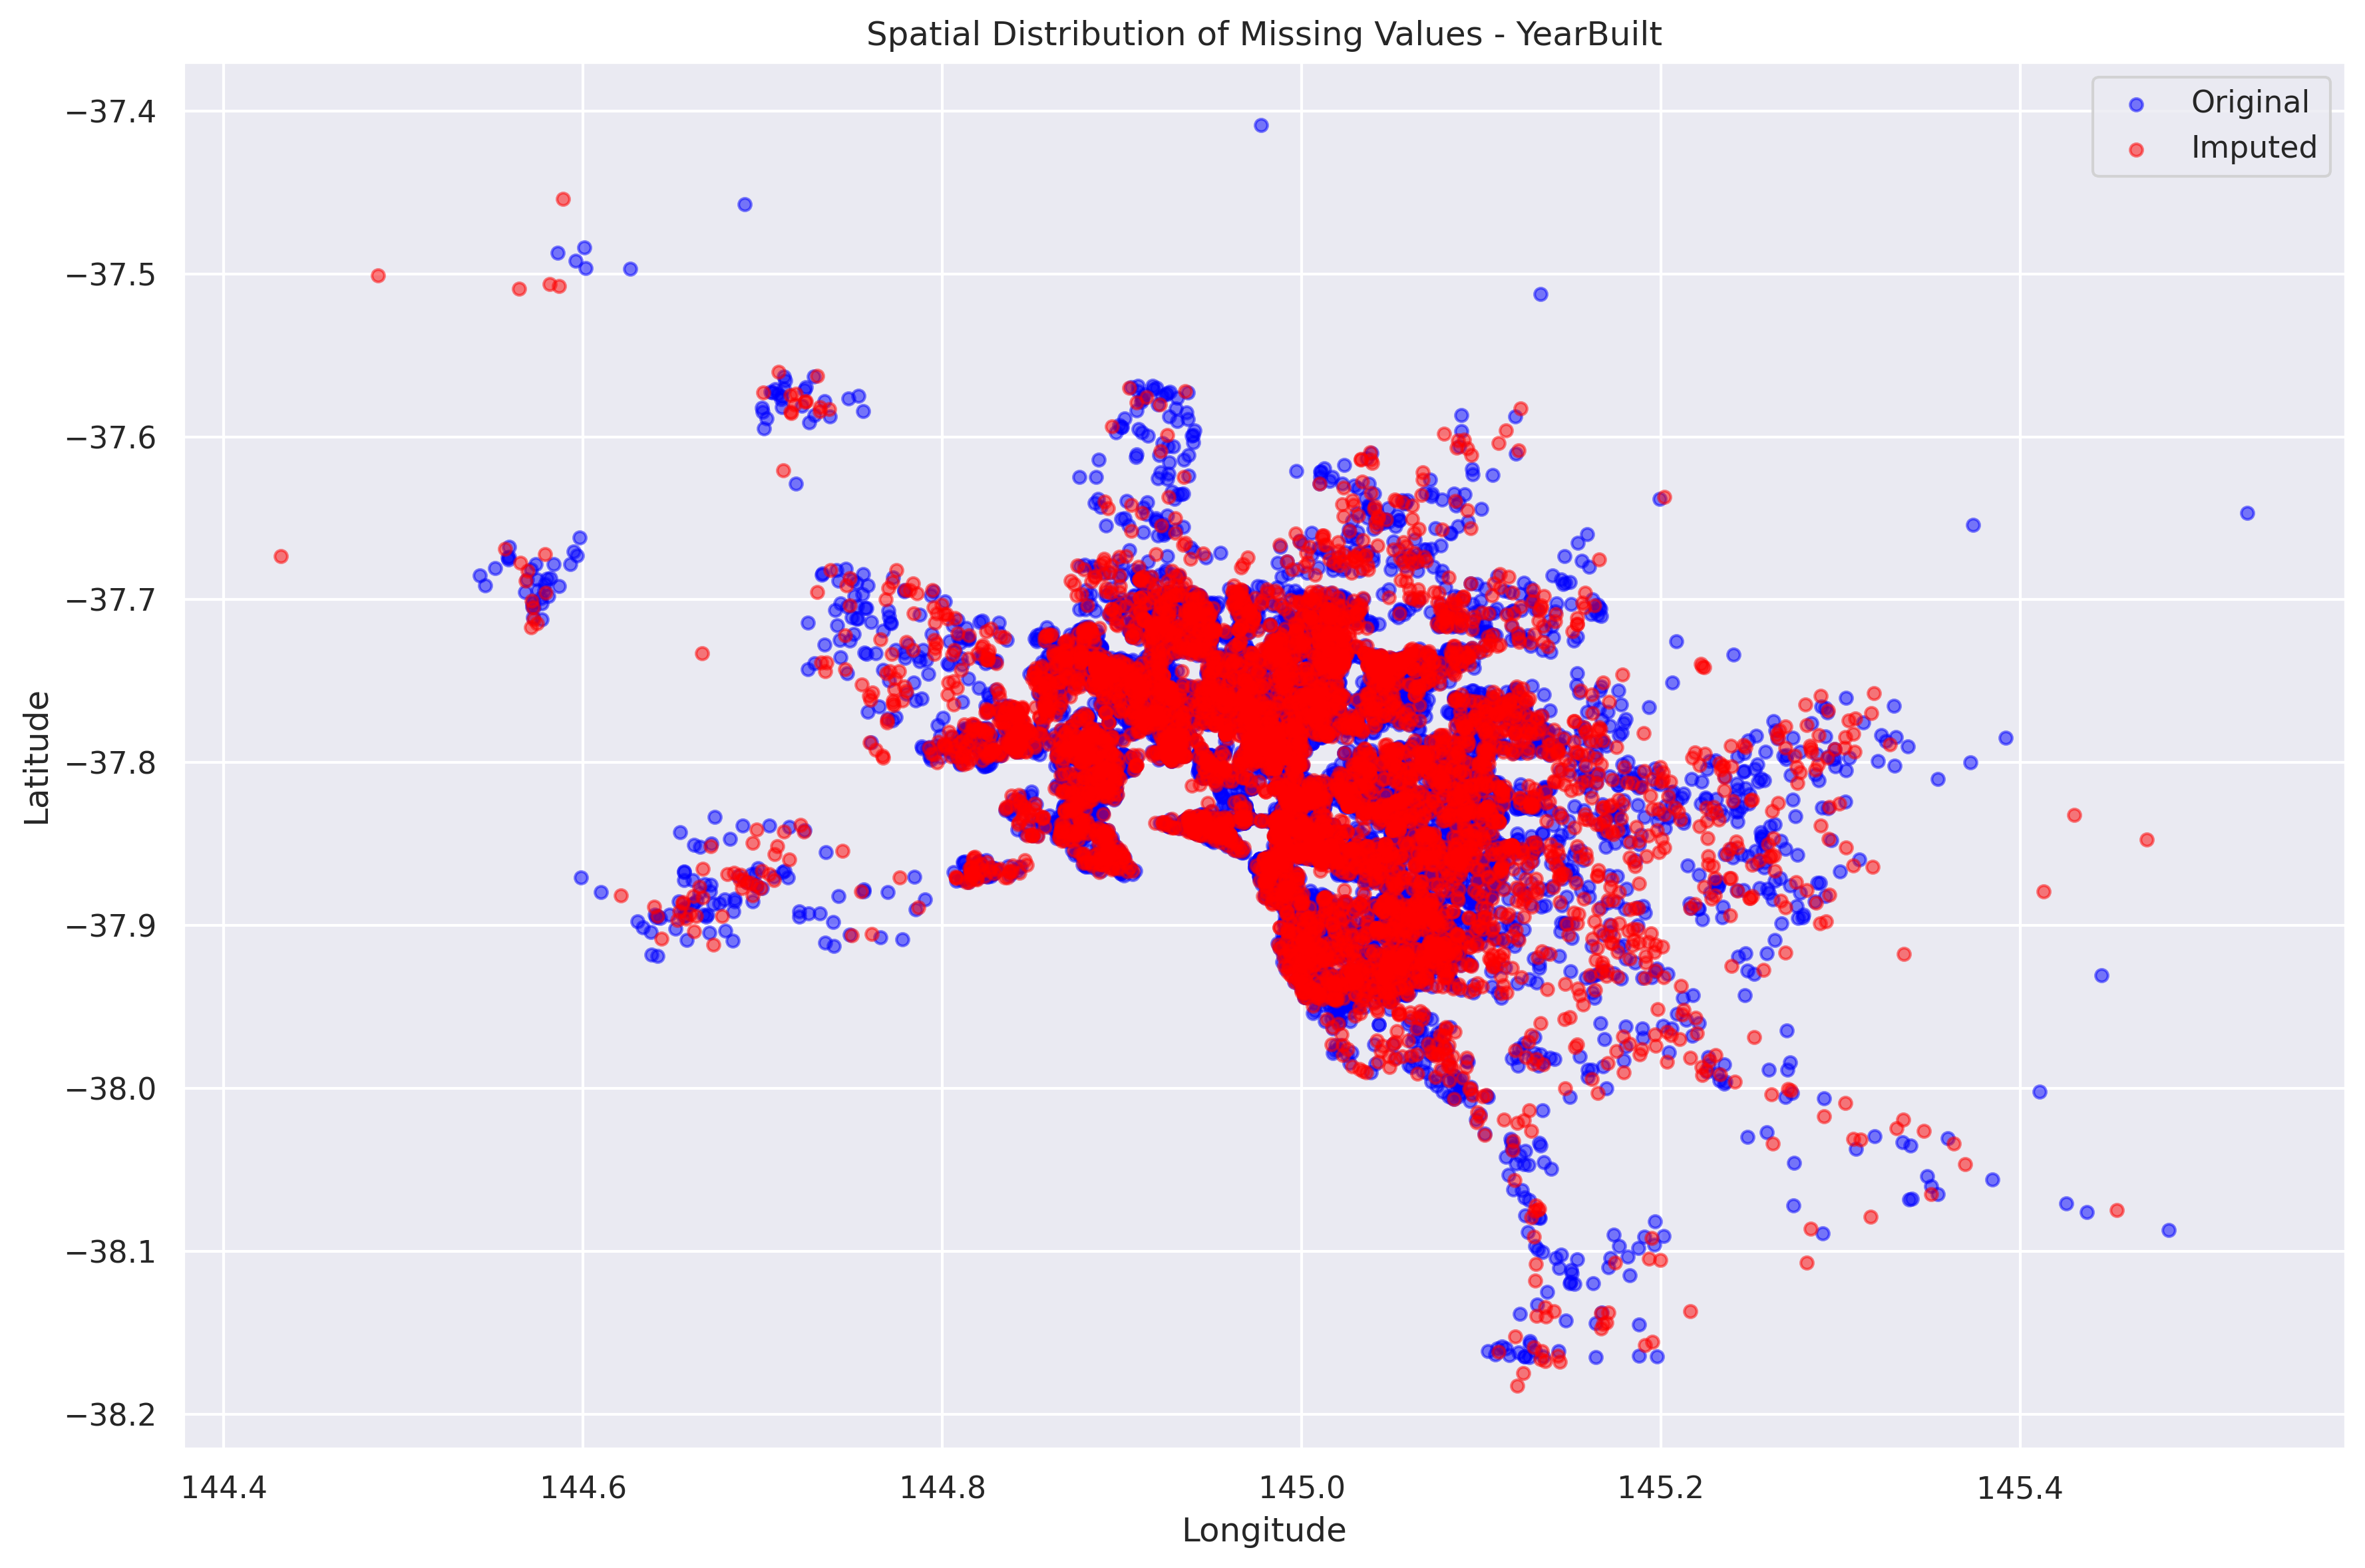 Spatial Distribution of Missing Values - YearBuilt
Original
Imputed
−37.4
−37.5
−37.6
−37.7
−37.8
−37.9
−38.0
−38.1
−38.2
Latitude
144.4 144.6 144.8 145.0 145.2 145.4
Longitude